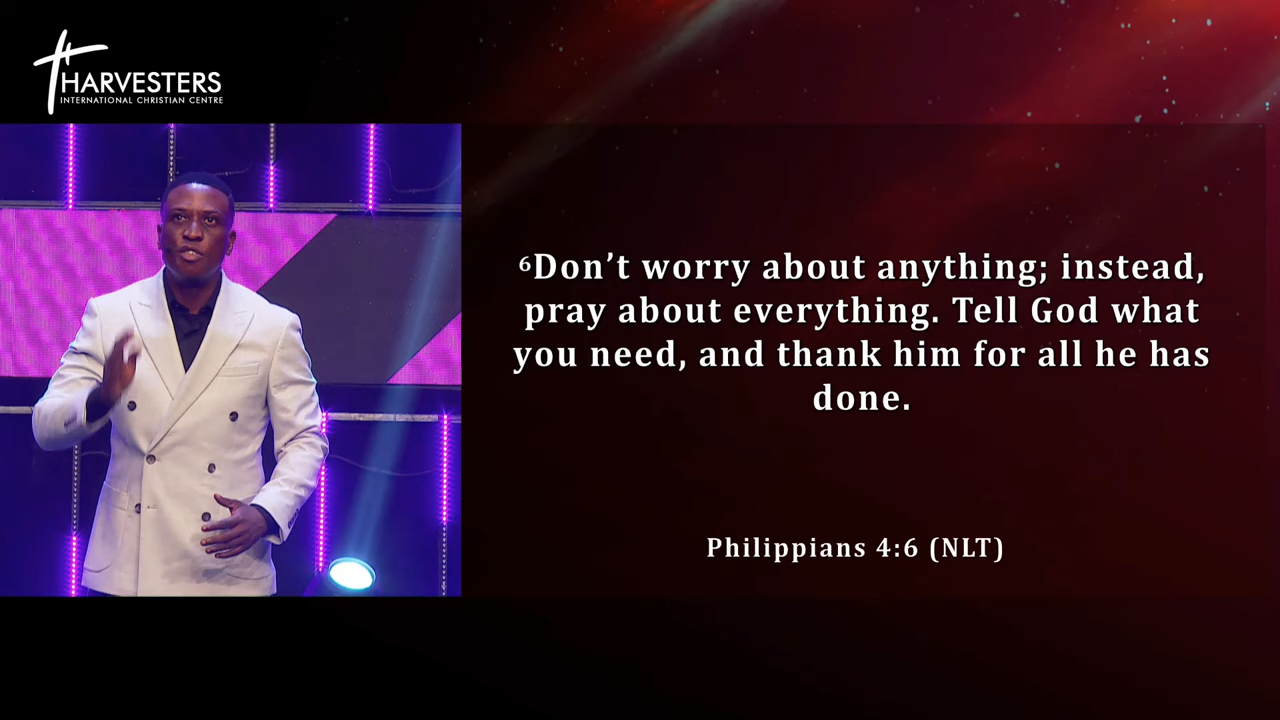 HARVESTERS
INTERNATIONAL CHRISTIAN CENTRE
⁶Don’t worry about anything; instead,
pray about everything. Tell God what
you need, and thank him for all he has
done.
Philippians 4:6 (NLT)